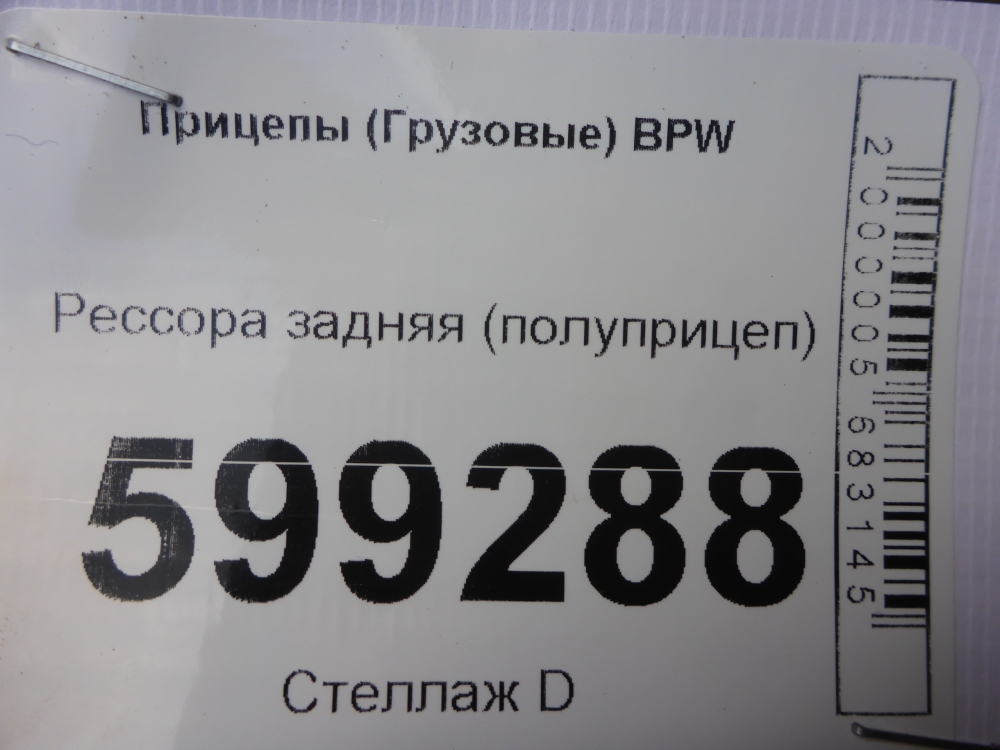 Прицепы (Грузовые) BPW
Рессора задняя (полуприцеп)
599288
Стеллаж D
2000005683145